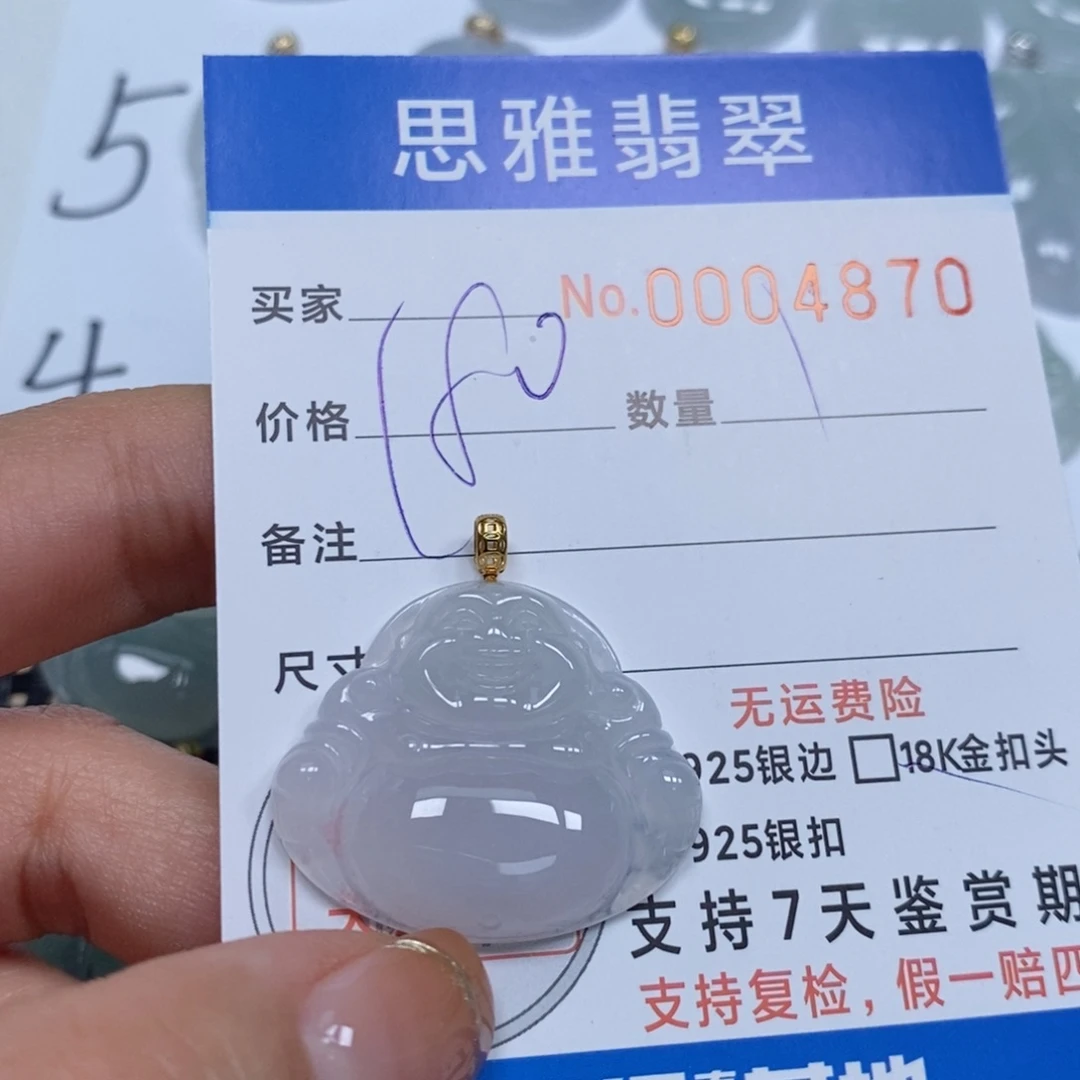 思雅翡翠
5
买家 No.0004870
4
价格 数量
备注
尺寸
无运费险
925银边 □18K金扣头
925银扣
支持7天鉴赏期
支持复检，假一赔四